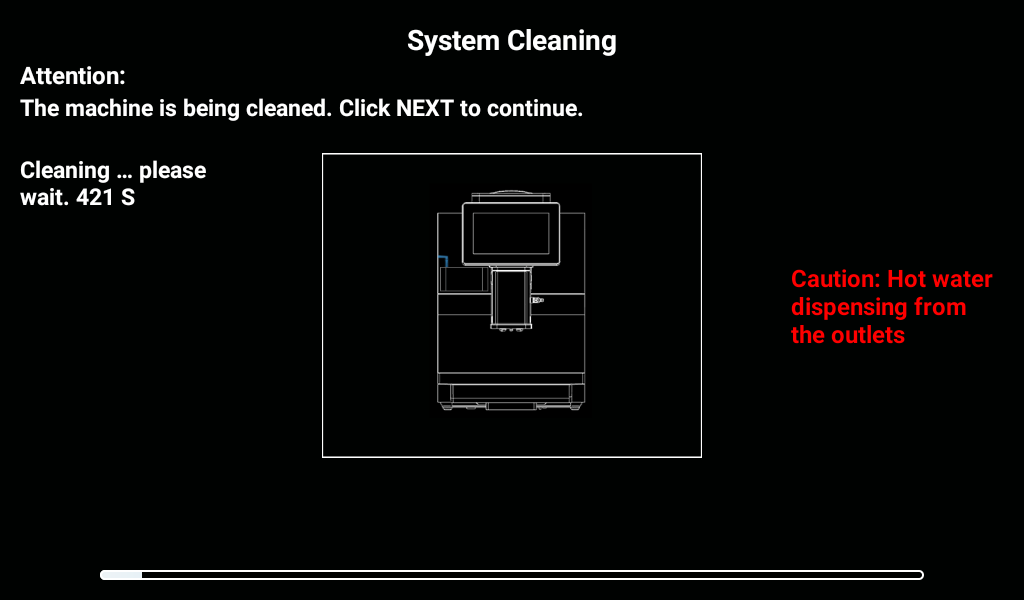 System Cleaning
Attention:
The machine is being cleaned. Click NEXT to continue.
Cleaning ... please
wait. 421 S
Caution: Hot water
dispensing from
the outlets